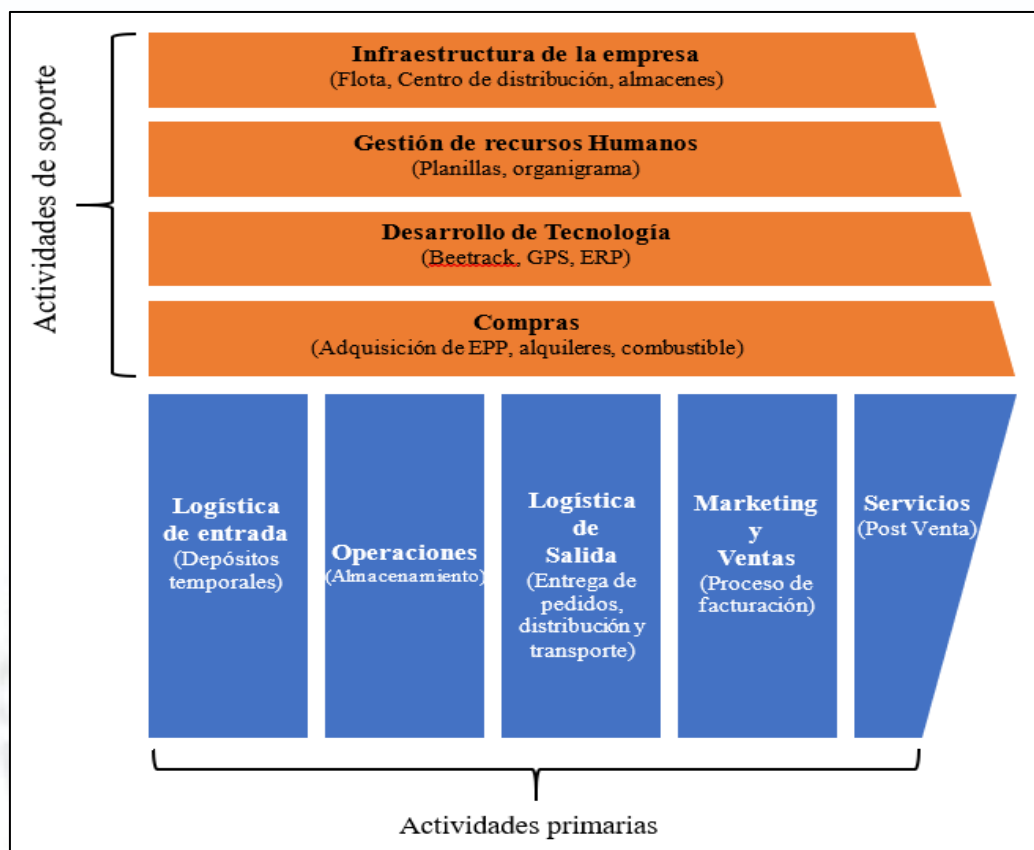 Actividades de soporte
Infraestructura de la empresa
(Flota, Centro de distribución, almacenes)
Gestión de recursos Humanos
(Planillas, organigrama)
Desarrollo de Tecnología
(Beetrack, GPS, ERP)
Compras
(Adquisición de EPP, alquileres, combustible)
Logística
de entrada
(Depósitos
temporales)
Operaciones
(Almacenamiento)
Logística
de
Salida
(Entrega de
pedidos,
distribución y
transporte)
Marketing
y
Ventas
(Proceso de
facturación)
Servicios
(Post Venta)
Actividades primarias